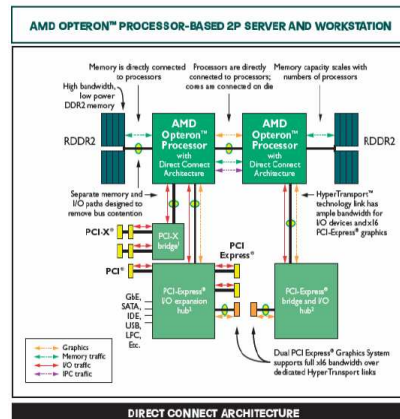 AMD OPTERON™ PROCESSOR-BASED 2P SERVER AND WORKSTATION
Memory is directly connected
to processors
Processors are directly
connected to processors;
cores are connected on die
Memory capacity scales with
numbers of processors
High bandwidth,
low power
DDR2 memory
RDDR2
AMD
Opteron™
Processor
with
Direct Connect
Architecture
AMD
Opteron™
Processor
with
Direct Connect
Architecture
RDDR2
Separate memory and
I/O paths designed to
remove bus contention
HyperTransport™
technology link has
ample bandwidth for
I/O devices and x16
PCI-Express® graphics
PCI-X®
PCI-X
bridge¹
PCI®
PCI
Express®
PCI-Express®
I/O expansion
hub²
PCI-Express®
bridge and I/O
hub²
GbE,
SATA,
IDE,
USB,
LPC,
Etc.
Graphics
Memory traffic
I/O traffic
IPC traffic
Dual PCI Express® Graphics System
supports full x16 bandwidth over
dedicated HyperTransport links
DIRECT CONNECT ARCHITECTURE